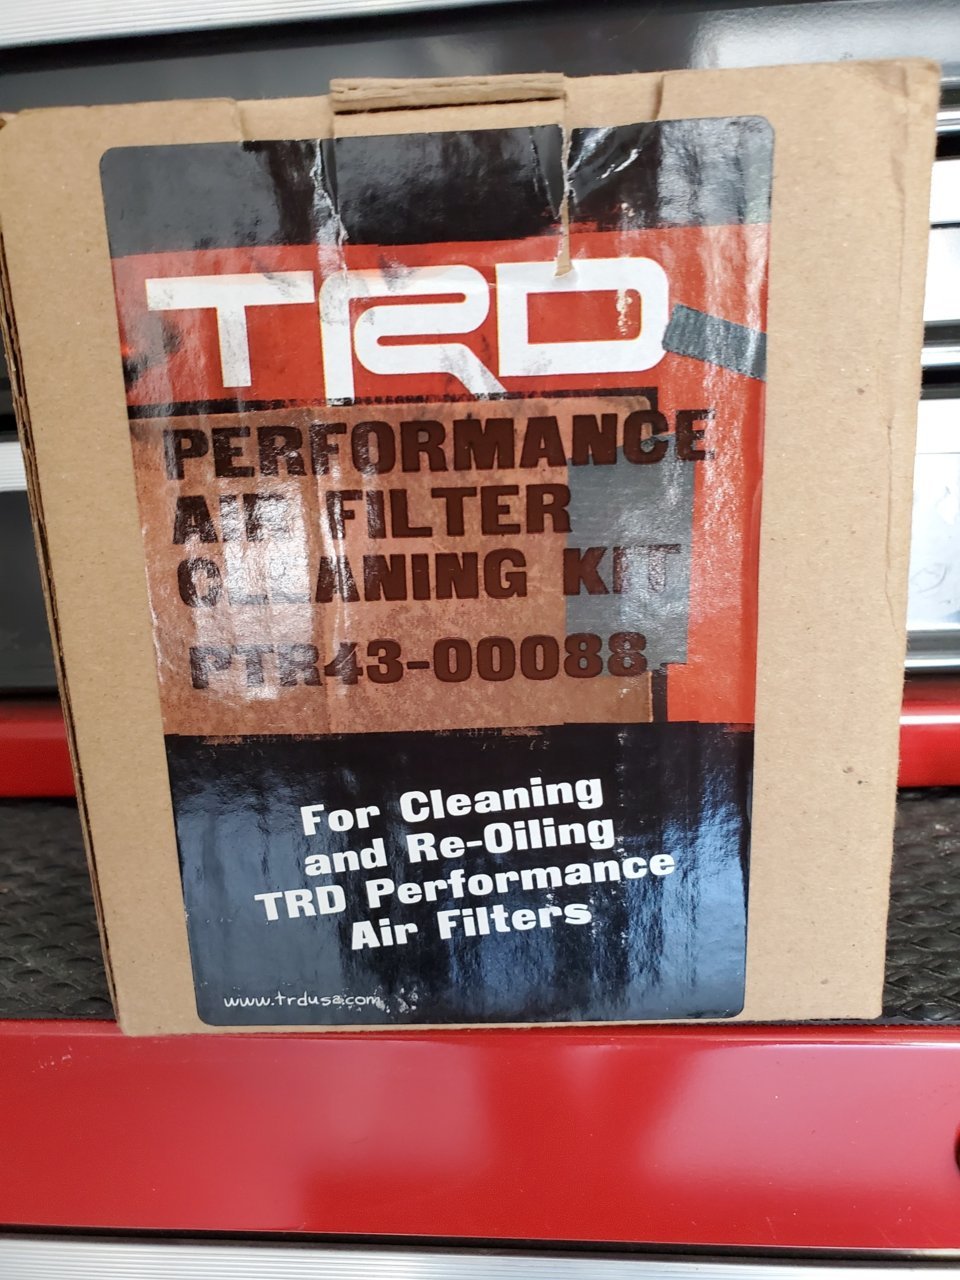 TRD
PERFORMANCE
AIR FILTER
CLEANING KIT
PTR43-00088
For Cleaning
and Re-Oiling
TRD Performance
Air Filters
www.trdusa.com